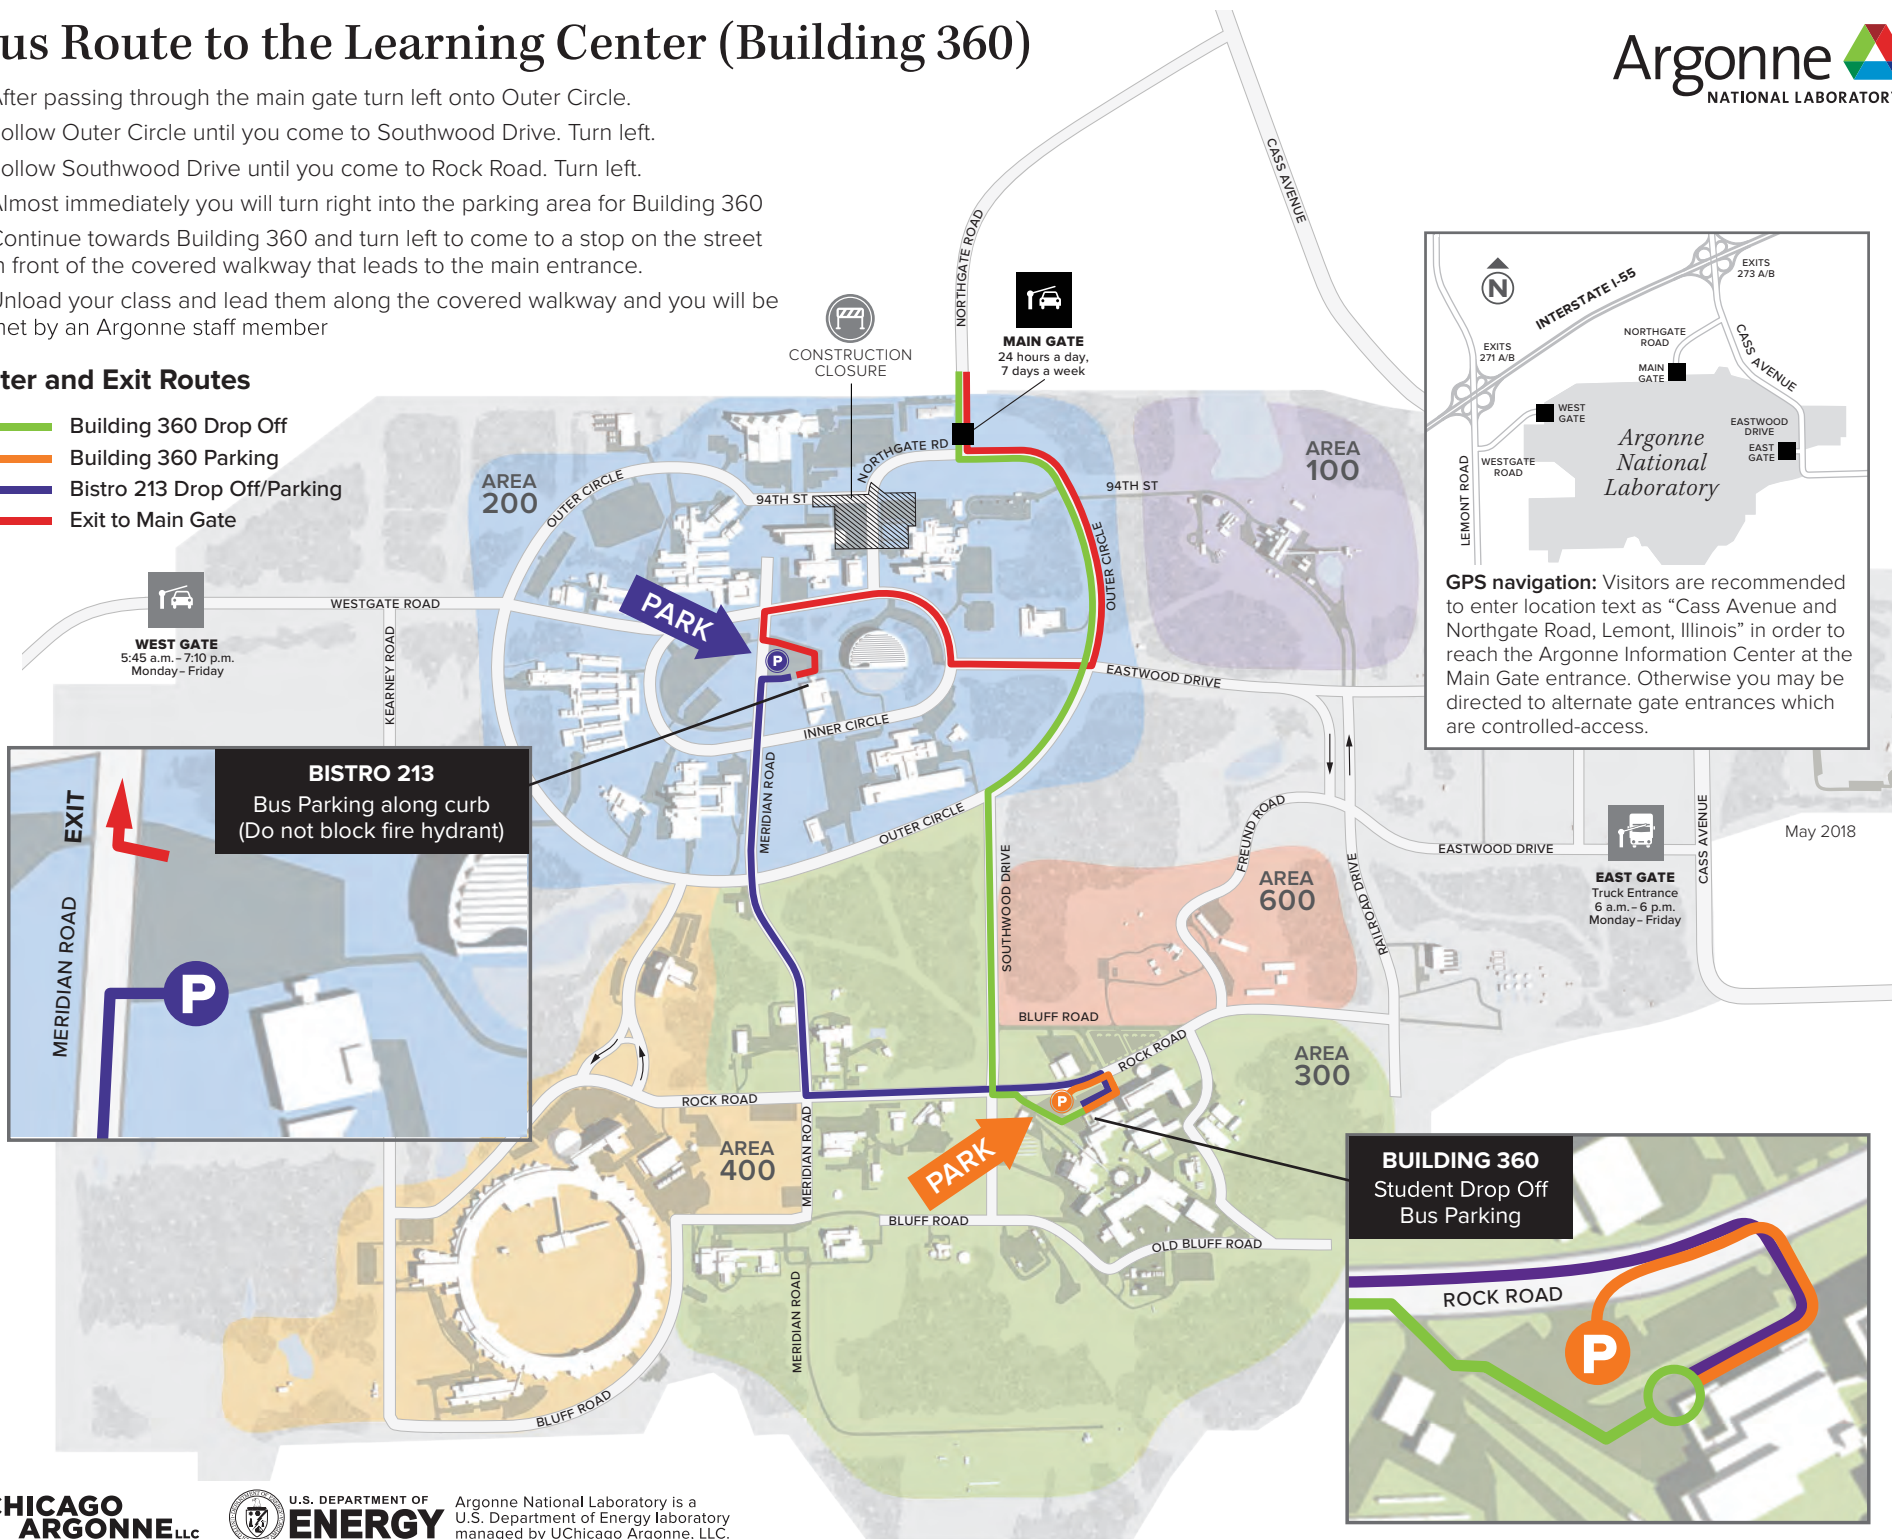 us Route to the Learning Center (Building 360)
After passing through the main gate turn left onto Outer Circle.
ollow Outer Circle until you come to Southwood Drive. Turn left.
ollow Southwood Drive until you come to Rock Road. Turn left.
Almost immediately you will turn right into the parking area for Building 360
Continue towards Building 360 and turn left to come to a stop on the street
n front of the covered walkway that leads to the main entrance.
Unload your class and lead them along the covered walkway and you will be
met by an Argonne staff member
ter and Exit Routes
Building 360 Drop Off
Building 360 Parking
Bistro 213 Drop Off/Parking
Exit to Main Gate
Argonne
NATIONAL LABORATORY
CASS AVENUE
NORTHGATE ROAD
CONSTRUCTION
CLOSURE
MAIN GATE
24 hours a day,
7 days a week
N
INTERSTATE I-55
EXITS
273 A/B
EXITS
271 A/B
NORTHGATE
ROAD
MAIN
GATE
CASS AVENUE
WEST
GATE
WESTGATE
ROAD
LEMONT ROAD
EASTWOOD
DRIVE
EAST
GATE
Argonne
National
Laboratory
GPS navigation: Visitors are recommended
to enter location text as “Cass Avenue and
Northgate Road, Lemont, Illinois” in order to
reach the Argonne Information Center at the
Main Gate entrance. Otherwise you may be
directed to alternate gate entrances which
are controlled-access.
AREA
200
OUTER CIRCLE
94TH ST
NORTHGATE RD
94TH ST
AREA
100
OUTER CIRCLE
WESTGATE ROAD
WEST GATE
5:45 a.m. – 7:10 p.m.
Monday – Friday
KEARNEY ROAD
PARK
P
EASTWOOD DRIVE
INNER CIRCLE
MERIDIAN ROAD
OUTER CIRCLE
BISTRO 213
Bus Parking along curb
(Do not block fire hydrant)
EXIT
MERIDIAN ROAD
P
FREUND ROAD
SOUTHWOOD DRIVE
AREA
600
RAILROAD DRIVE
EASTWOOD DRIVE
CASS AVENUE
EAST GATE
Truck Entrance
6 a.m. – 6 p.m.
Monday – Friday
May 2018
BLUFF ROAD
ROCK ROAD
AREA
300
ROCK ROAD
P
AREA
400
MERIDIAN ROAD
PARK
BLUFF ROAD
OLD BLUFF ROAD
MERIDIAN ROAD
BLUFF ROAD
BUILDING 360
Student Drop Off
Bus Parking
ROCK ROAD
P
CHICAGO
ARGONNE LLC
U.S. DEPARTMENT OF
ENERGY
Argonne National Laboratory is a
U.S. Department of Energy laboratory
managed by UChicago Argonne, LLC.